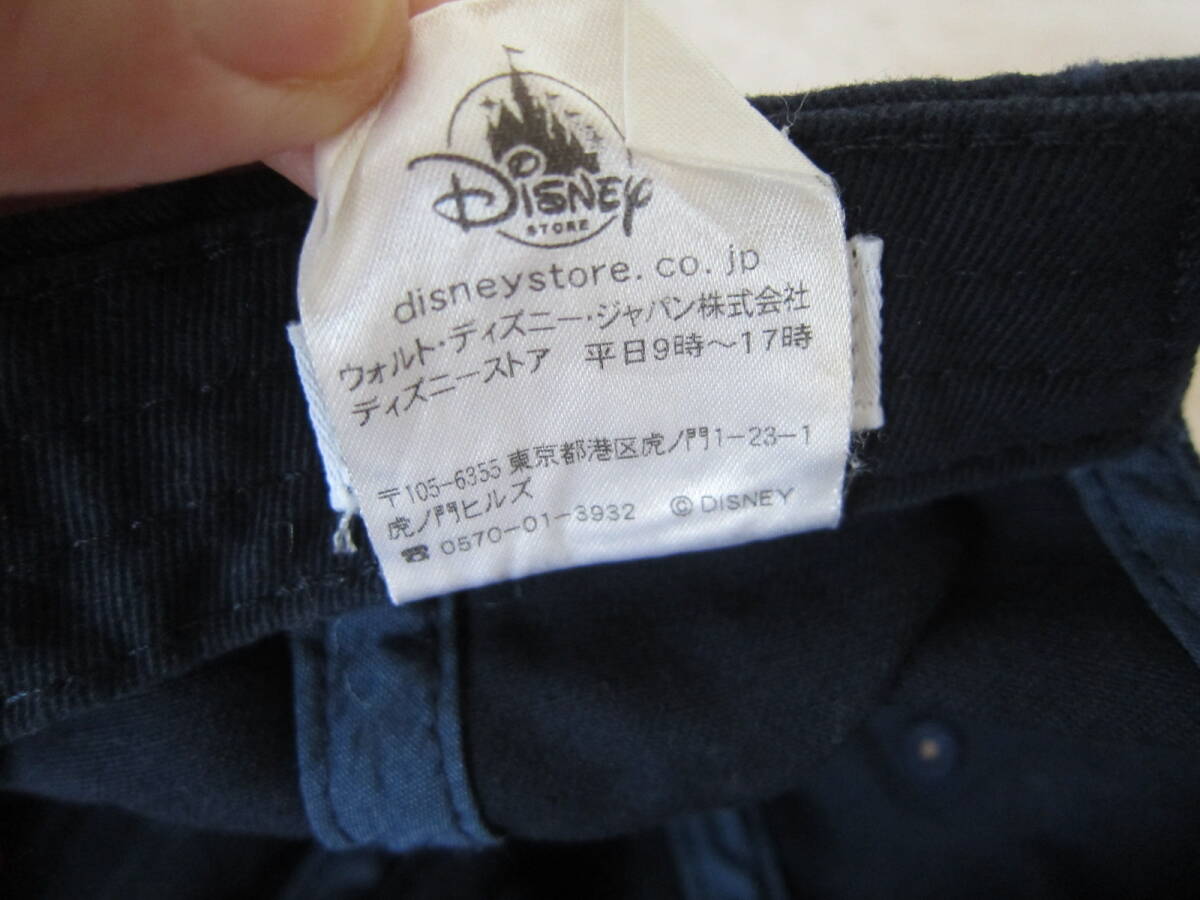 Disney
STORE
disneystore.co.jp
ウォルト・ディズニー・ジャパン株式会社
ディズニーストア 平日9時～17時
〒105-6355 東京都港区虎ノ門1-23-1
虎ノ門ヒルズ
☎ 0570-01-3932 ©DISNEY